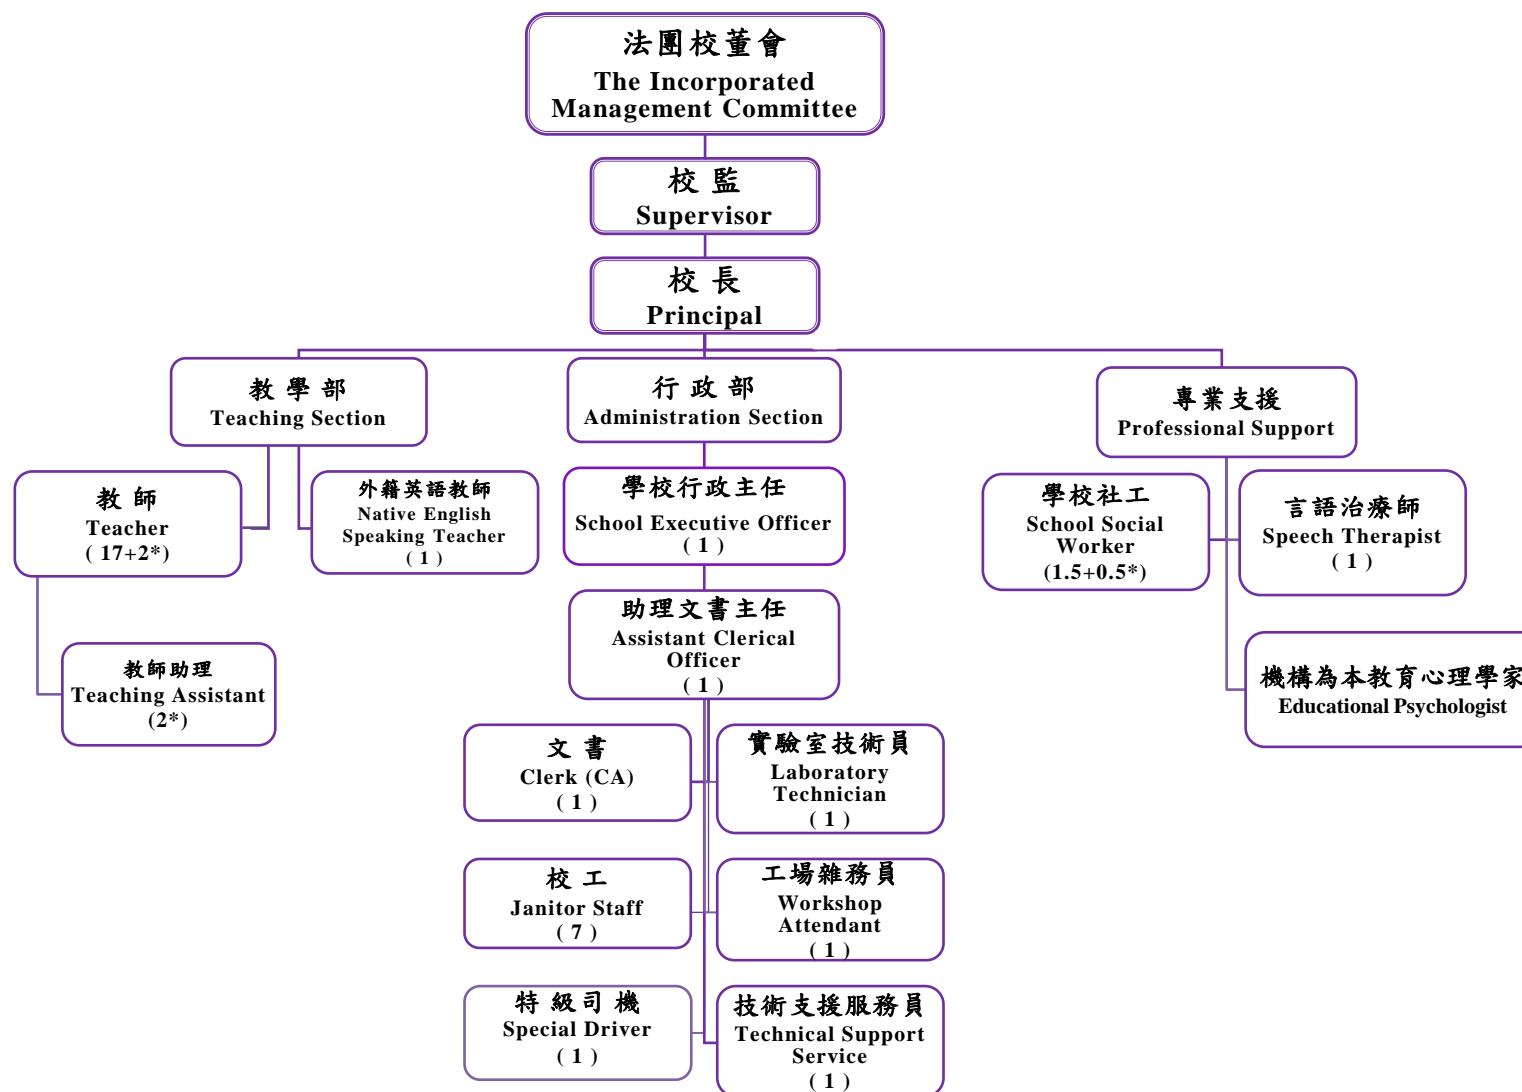 法團校董會
The Incorporated
Management Committee
校 監
Supervisor
校 長
Principal
教 學 部
Teaching Section
行 政 部
Administration Section
專業支援
Professional Support
教 師
Teacher
( 17+2*)
外籍英語教師
Native English
Speaking Teacher
( 1 )
學校行政主任
School Executive Officer
( 1 )
學校社工
School Social
Worker
(1.5+0.5*)
言語治療師
Speech Therapist
( 1 )
助理文書主任
Assistant Clerical
Officer
( 1 )
教師助理
Teaching Assistant
(2*)
機構為本教育心理學家
Educational Psychologist
文 書
Clerk (CA)
( 1 )
實驗室技術員
Laboratory
Technician
( 1 )
校 工
Janitor Staff
( 7 )
工場雜務員
Workshop
Attendant
( 1 )
特 級 司 機
Special Driver
( 1 )
技術支援服務員
Technical Support
Service
( 1 )